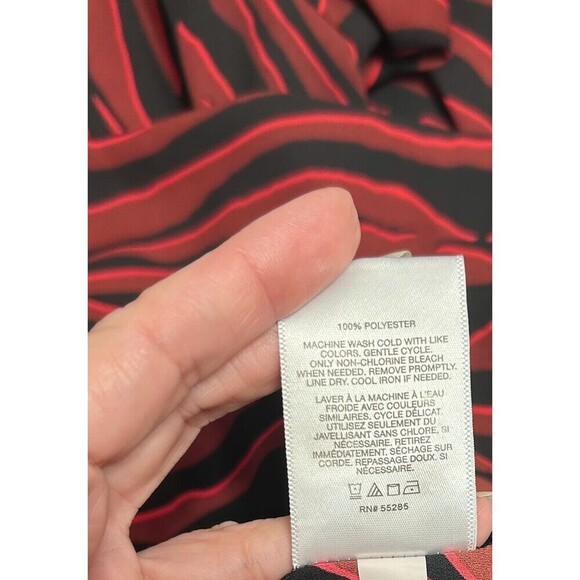 100% POLYESTER
MACHINE WASH COLD WITH LIKE
COLORS, GENTLE CYCLE.
ONLY NON-CHLORINE BLEACH
WHEN NEEDED, REMOVE PROMPTLY.
LINE DRY. COOL IRON IF NEEDED.
LAVER À LA MACHINE À L'EAU
FROIDE AVEC COULEURS
SIMILAIRES. CYCLE DÉLICAT.
UTILISEZ SEULEMENT DU
JAVELLISANT SANS CHLORE, SI
NÉCESSAIRE. RETIREZ
IMMÉDIATEMENT. SÉCHAGE SUR
CORDE. REPASSAGE DOUX. SI
NÉCESSAIRE.
RN# 55285